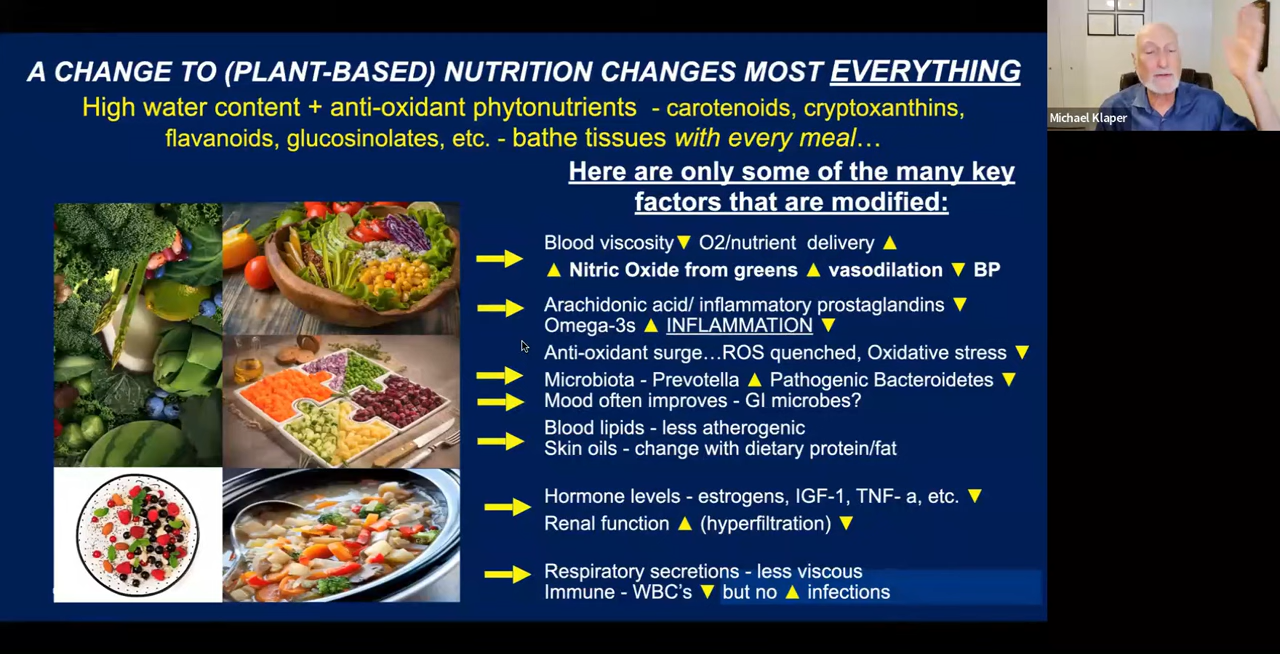 A CHANGE TO (PLANT-BASED) NUTRITION CHANGES MOST EVERYTHING
High water content + anti-oxidant phytonutrients - carotenoids, cryptoxanthins,
flavanoids, glucosinolates, etc. - bathe tissues with every meal…
Here are only some of the many key
factors that are modified:
Blood viscosity▼ O2/nutrient delivery ▲
▲ Nitric Oxide from greens ▲ vasodilation ▼ BP
Arachidonic acid/ inflammatory prostaglandins ▼
Omega-3s ▲ INFLAMMATION ▼
Anti-oxidant surge…ROS quenched, Oxidative stress ▼
Microbiota - Prevotella ▲ Pathogenic Bacteroidetes ▼
Mood often improves - GI microbes?
Blood lipids - less atherogenic
Skin oils - change with dietary protein/fat
Hormone levels - estrogens, IGF-1, TNF- a, etc. ▼
Renal function ▲ (hyperfiltration) ▼
Respiratory secretions - less viscous
Immune - WBC's ▼ but no ▲ infections
Michael Klaper